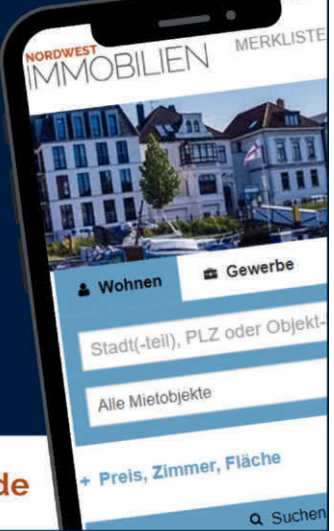 NORDWEST
IMMOBILIEN MERKLISTE
Wohnen Gewerbe
Stadt(-teil), PLZ oder Objekt-
Alle Mietobjekte
+ Preis, Zimmer, Fläche
de
Suchen